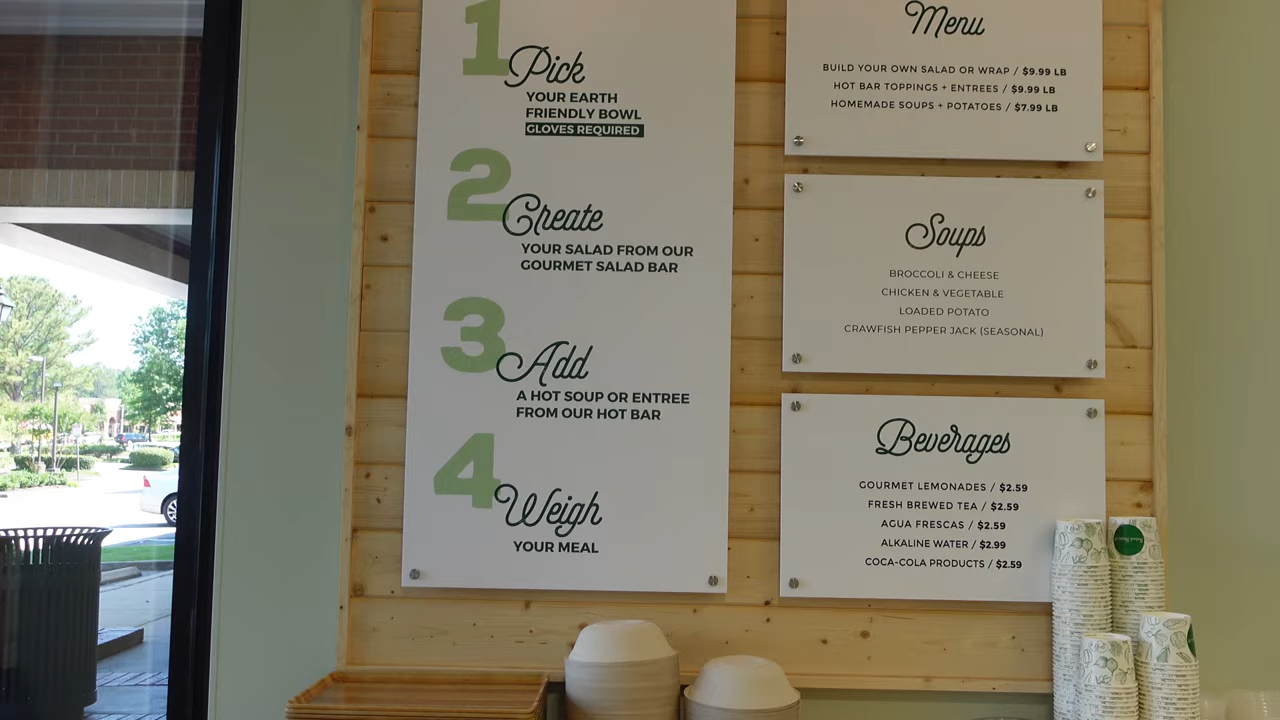 1
Pick
YOUR EARTH
FRIENDLY BOWL
GLOVES REQUIRED
2
Create
YOUR SALAD FROM OUR
GOURMET SALAD BAR
3
Add
A HOT SOUP OR ENTREE
FROM OUR HOT BAR
4
Weigh
YOUR MEAL
Menu
BUILD YOUR OWN SALAD OR WRAP / $9.99 LB
HOT BAR TOPPINGS + ENTREES / $9.99 LB
HOMEMADE SOUPS + POTATOES / $7.99 LB
Soups
BROCCOLI & CHEESE
CHICKEN & VEGETABLE
LOADED POTATO
CRAWFISH PEPPER JACK (SEASONAL)
Beverages
GOURMET LEMONADES / $2.59
FRESH BREWED TEA / $2.59
AGUA FRESCAS / $2.59
ALKALINE WATER / $2.99
COCA-COLA PRODUCTS / $2.59